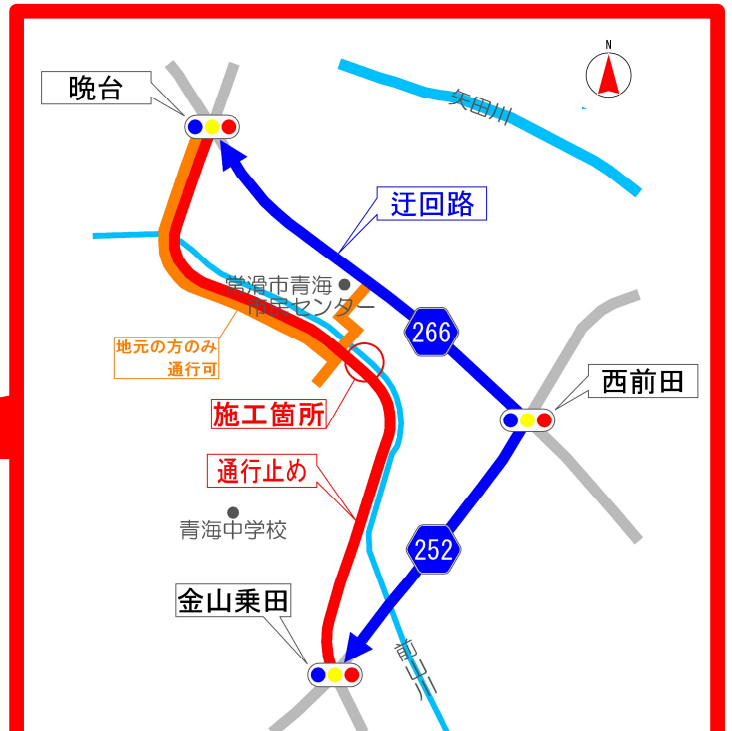 N
晩台
矢田川
迂回路
常滑市青海
市民センター
266
地元の方のみ
通行可
西前田
施工箇所
通行止め
青海中学校
252
金山乗田
前山川